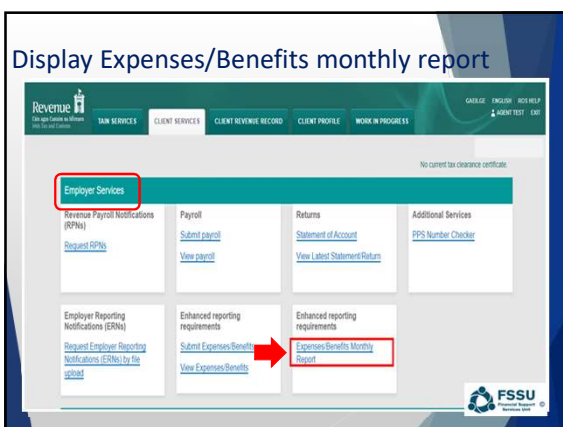 Display Expenses/Benefits monthly report
Revenue
Cáin agus Custaim na hÉireann
Irish Tax and Customs
TAIN SERVICES
CLIENT SERVICES
CLIENT REVENUE RECORD
CLIENT PROFILE
WORK IN PROGRESS
GAEILGE ENGLISH ROS HELP
AGENTTEST EXIT
No current tax clearance certificate.
Employer Services
Revenue Payroll Notifications
(RPNs)
Request RPNs
Payroll
Submit payroll
View payroll
Returns
Statement of Account
View Latest Statement/Return
Additional Services
PPS Number Checker
Employer Reporting
Notifications (ERNs)
Request Employer Reporting
Notifications (ERNs) by file
upload
Enhanced reporting
requirements
Submit Expenses/Benefits
View Expenses/Benefits
Enhanced reporting
requirements
Expenses/Benefits Monthly
Report
FSSU ©
Financial Support
Services Unit